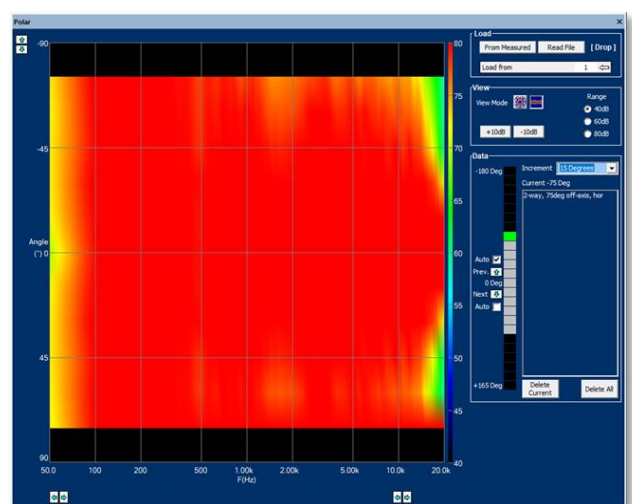 Polar
-90
-45
Angle
(°) 0
45
90
50.0 100 200 500 1.00k 2.00k 5.00k 10.0k 20.0k
F(Hz)
80
75
70
65
60
55
50
45
40
Load
From Measured Read File [ Drop ]
Load from 1
View
View Mode Range
40dB
60dB
80dB
+10dB -10dB
Data
-180 Deg Increment 15 Degrees
Current -75 Deg
2-way, 75deg off-axis, hor
Auto
Prev.
0 Deg
Next
Auto
+165 Deg
Delete
Current
Delete All